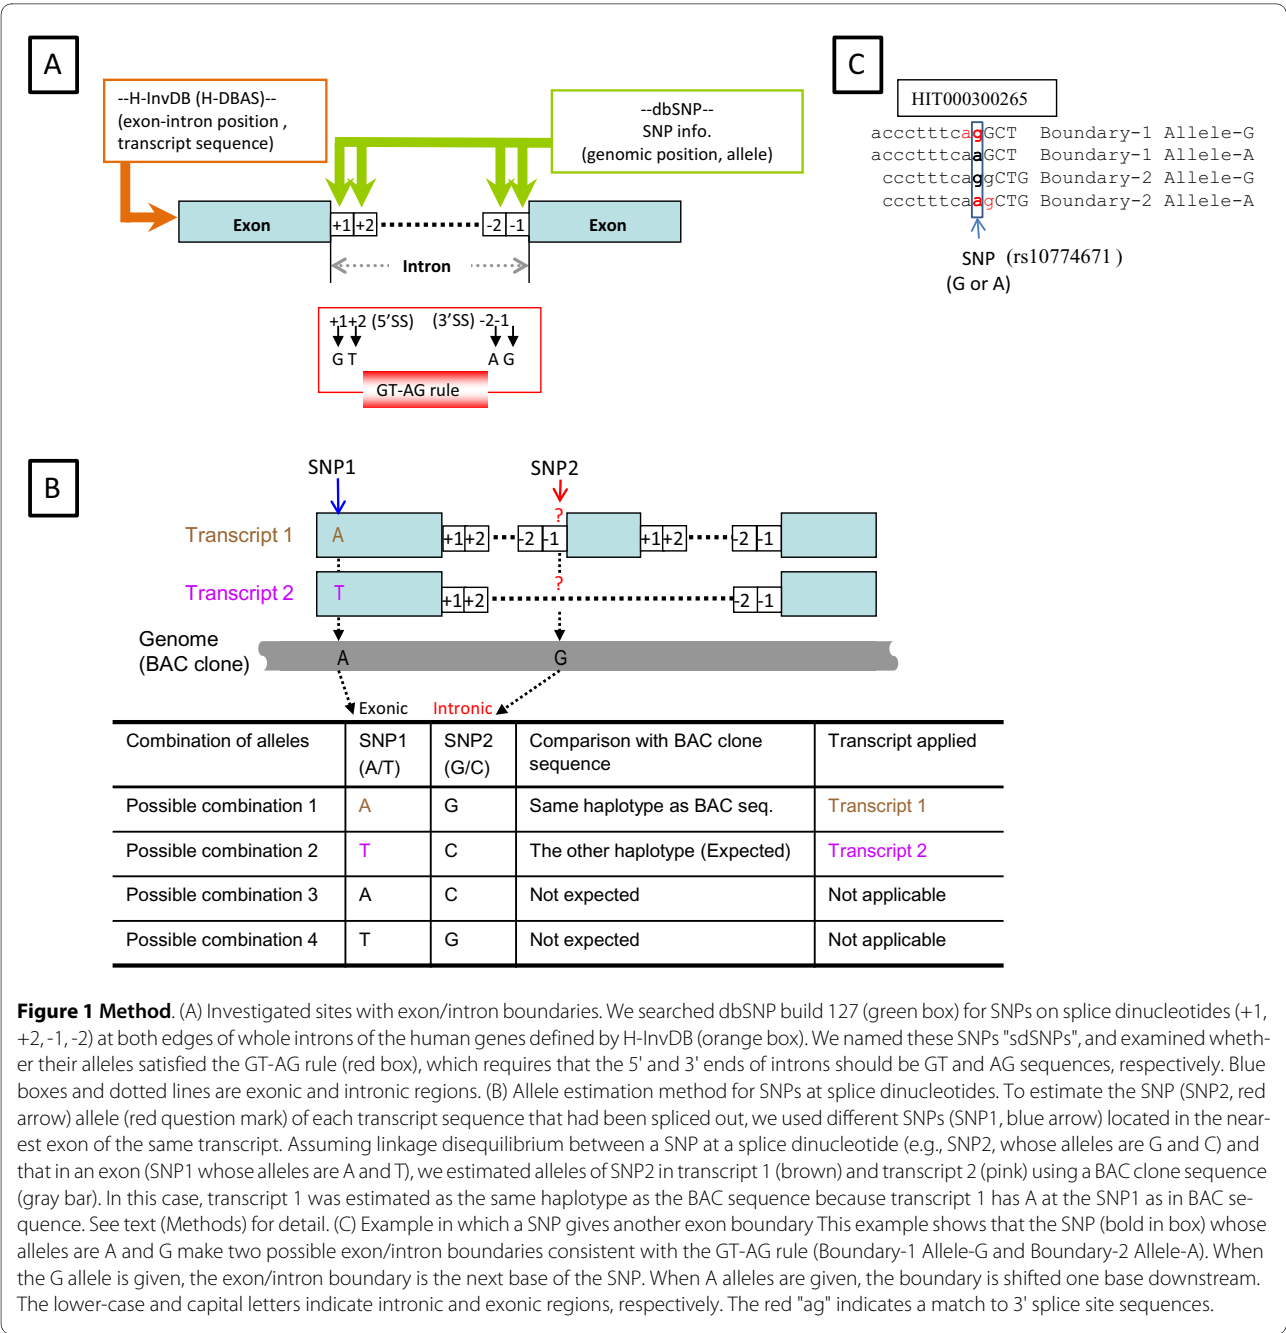 A
--H-InvDB (H-DBAS)--
(exon-intron position ,
transcript sequence)
--dbSNP--
SNP info.
(genomic position, allele)
Exon
+1 +2
-2 -1
Exon
Intron
+1+2 (5'SS) (3'SS) -2-1
G T A G
GT-AG rule
C
HIT000300265
accctttcagGCT Boundary-1 Allele-G
accctttcaaGCT Boundary-1 Allele-A
ccctttcaggCTG Boundary-2 Allele-G
ccctttcaagCTG Boundary-2 Allele-A
SNP (rs10774671 )
(G or A)
B
SNP1 SNP2
?
Transcript 1 A +1 +2 -2 -1 +1 +2 -2 -1
?
Transcript 2 T +1 +2 -2 -1
Genome
(BAC clone) A G
Exonic Intronic
Combination of alleles SNP1 SNP2 Comparison with BAC clone Transcript applied
(A/T) (G/C) sequence
Possible combination 1 A G Same haplotype as BAC seq. Transcript 1
Possible combination 2 T C The other haplotype (Expected) Transcript 2
Possible combination 3 A C Not expected Not applicable
Possible combination 4 T G Not expected Not applicable
Figure 1 Method. (A) Investigated sites with exon/intron boundaries. We searched dbSNP build 127 (green box) for SNPs on splice dinucleotides (+1,
+2, -1, -2) at both edges of whole introns of the human genes defined by H-InvDB (orange box). We named these SNPs "sdSNPs", and examined wheth-
er their alleles satisfied the GT-AG rule (red box), which requires that the 5' and 3' ends of introns should be GT and AG sequences, respectively. Blue
boxes and dotted lines are exonic and intronic regions. (B) Allele estimation method for SNPs at splice dinucleotides. To estimate the SNP (SNP2, red
arrow) allele (red question mark) of each transcript sequence that had been spliced out, we used different SNPs (SNP1, blue arrow) located in the near-
est exon of the same transcript. Assuming linkage disequilibrium between a SNP at a splice dinucleotide (e.g., SNP2, whose alleles are G and C) and
that in an exon (SNP1 whose alleles are A and T), we estimated alleles of SNP2 in transcript 1 (brown) and transcript 2 (pink) using a BAC clone sequence
(gray bar). In this case, transcript 1 was estimated as the same haplotype as the BAC sequence because transcript 1 has A at the SNP1 as in BAC se-
quence. See text (Methods) for detail. (C) Example in which a SNP gives another exon boundary This example shows that the SNP (bold in box) whose
alleles are A and G make two possible exon/intron boundaries consistent with the GT-AG rule (Boundary-1 Allele-G and Boundary-2 Allele-A). When
the G allele is given, the exon/intron boundary is the next base of the SNP. When A alleles are given, the boundary is shifted one base downstream.
The lower-case and capital letters indicate intronic and exonic regions, respectively. The red "ag" indicates a match to 3' splice site sequences.